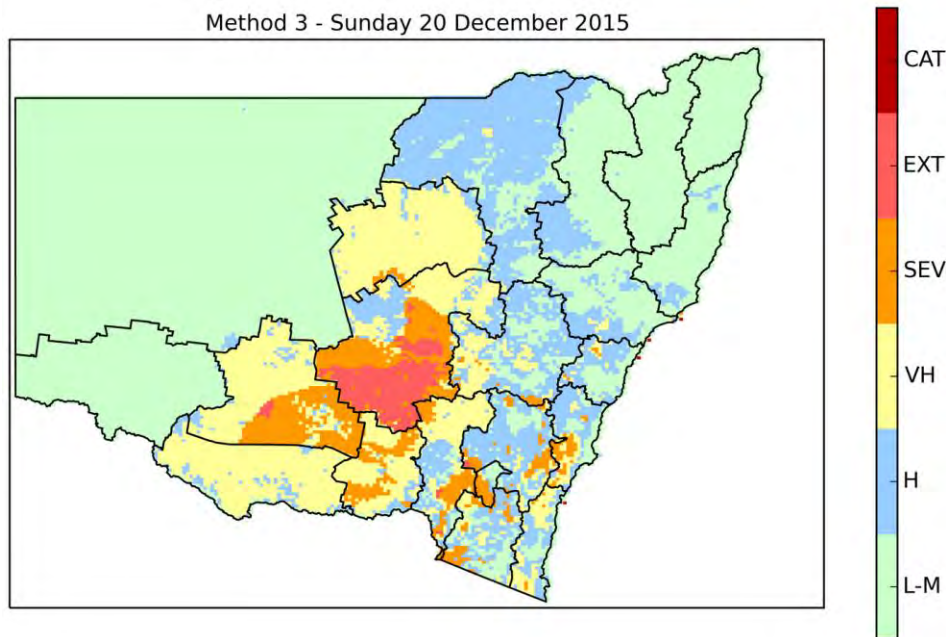 Method 3 - Sunday 20 December 2015
CAT
EXT
SEV
VH
H
L-M